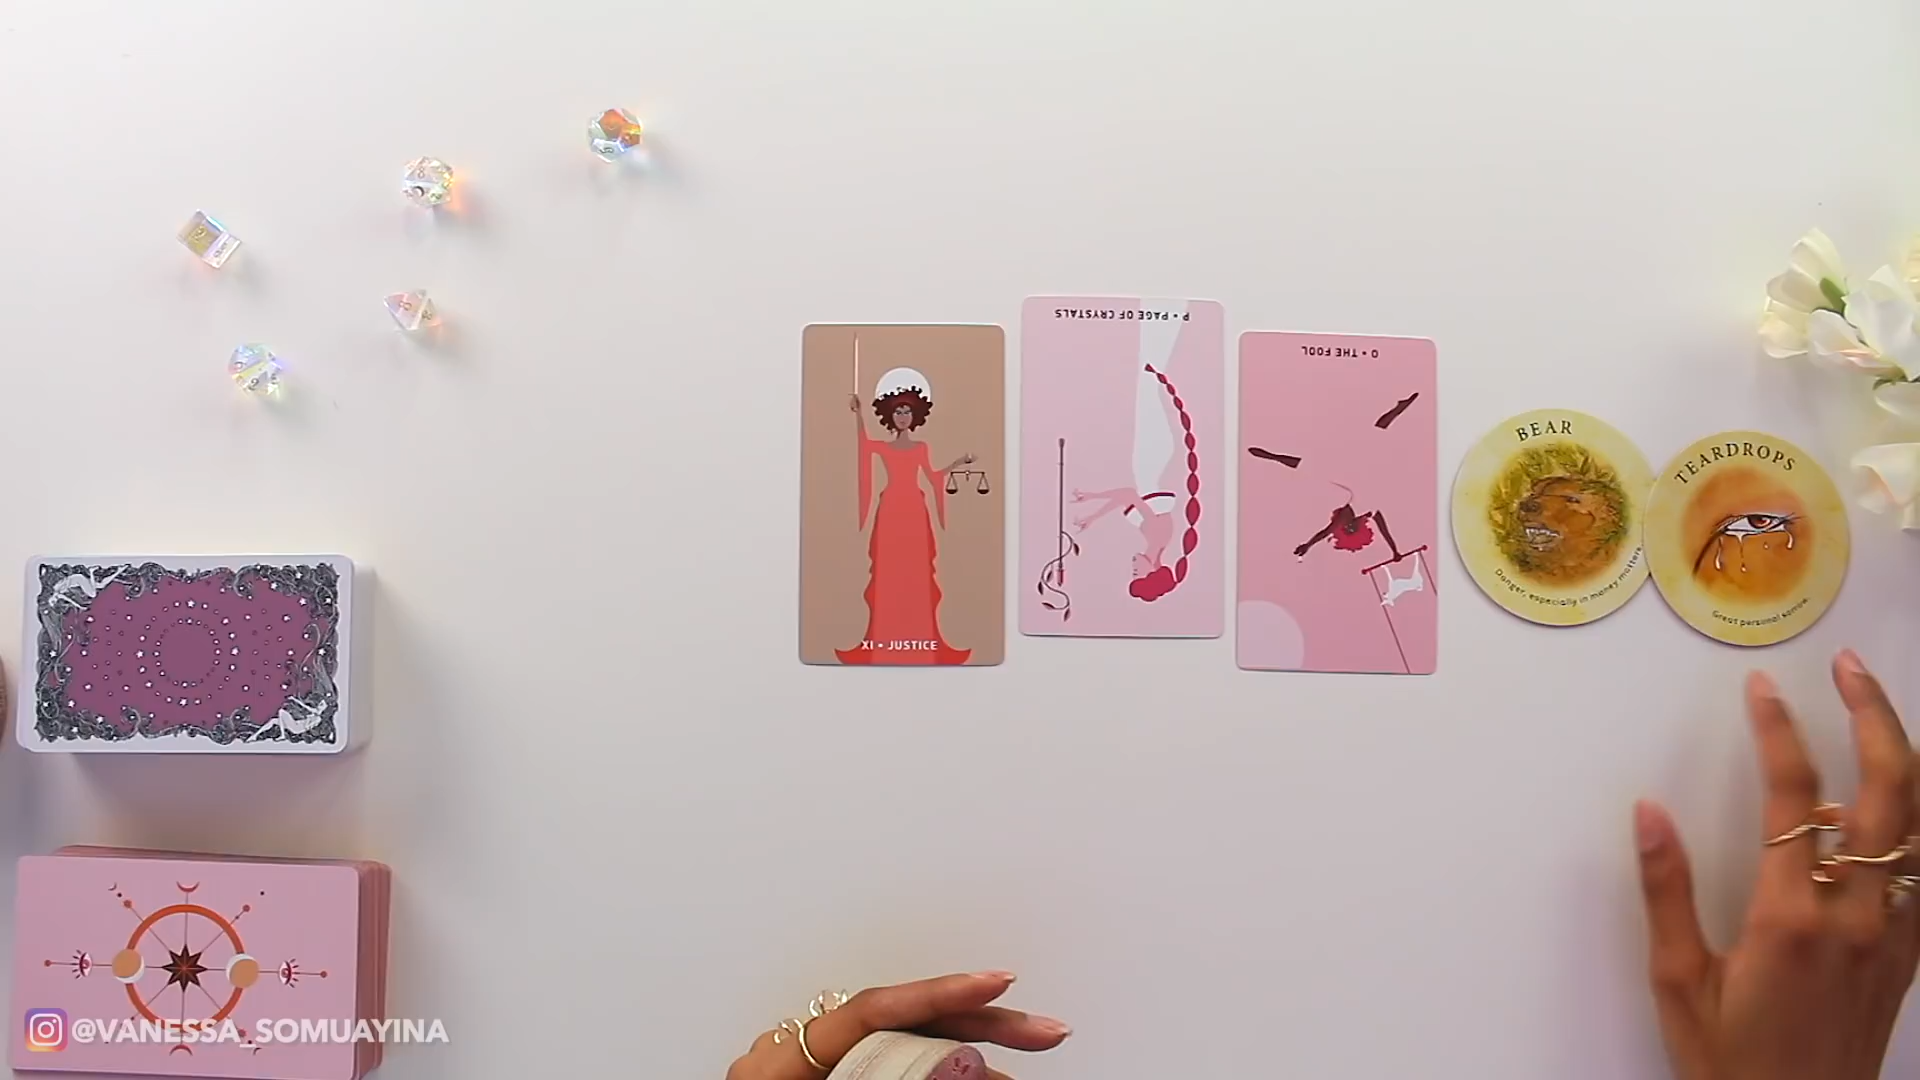 P • PAGE OF CRYSTALS
0 • THE FOOL
BEAR
TEARDROPS
Danger, especially in money matters.
Great personal sorrow.
XI • JUSTICE
@VANESSA_SOMUAYINA